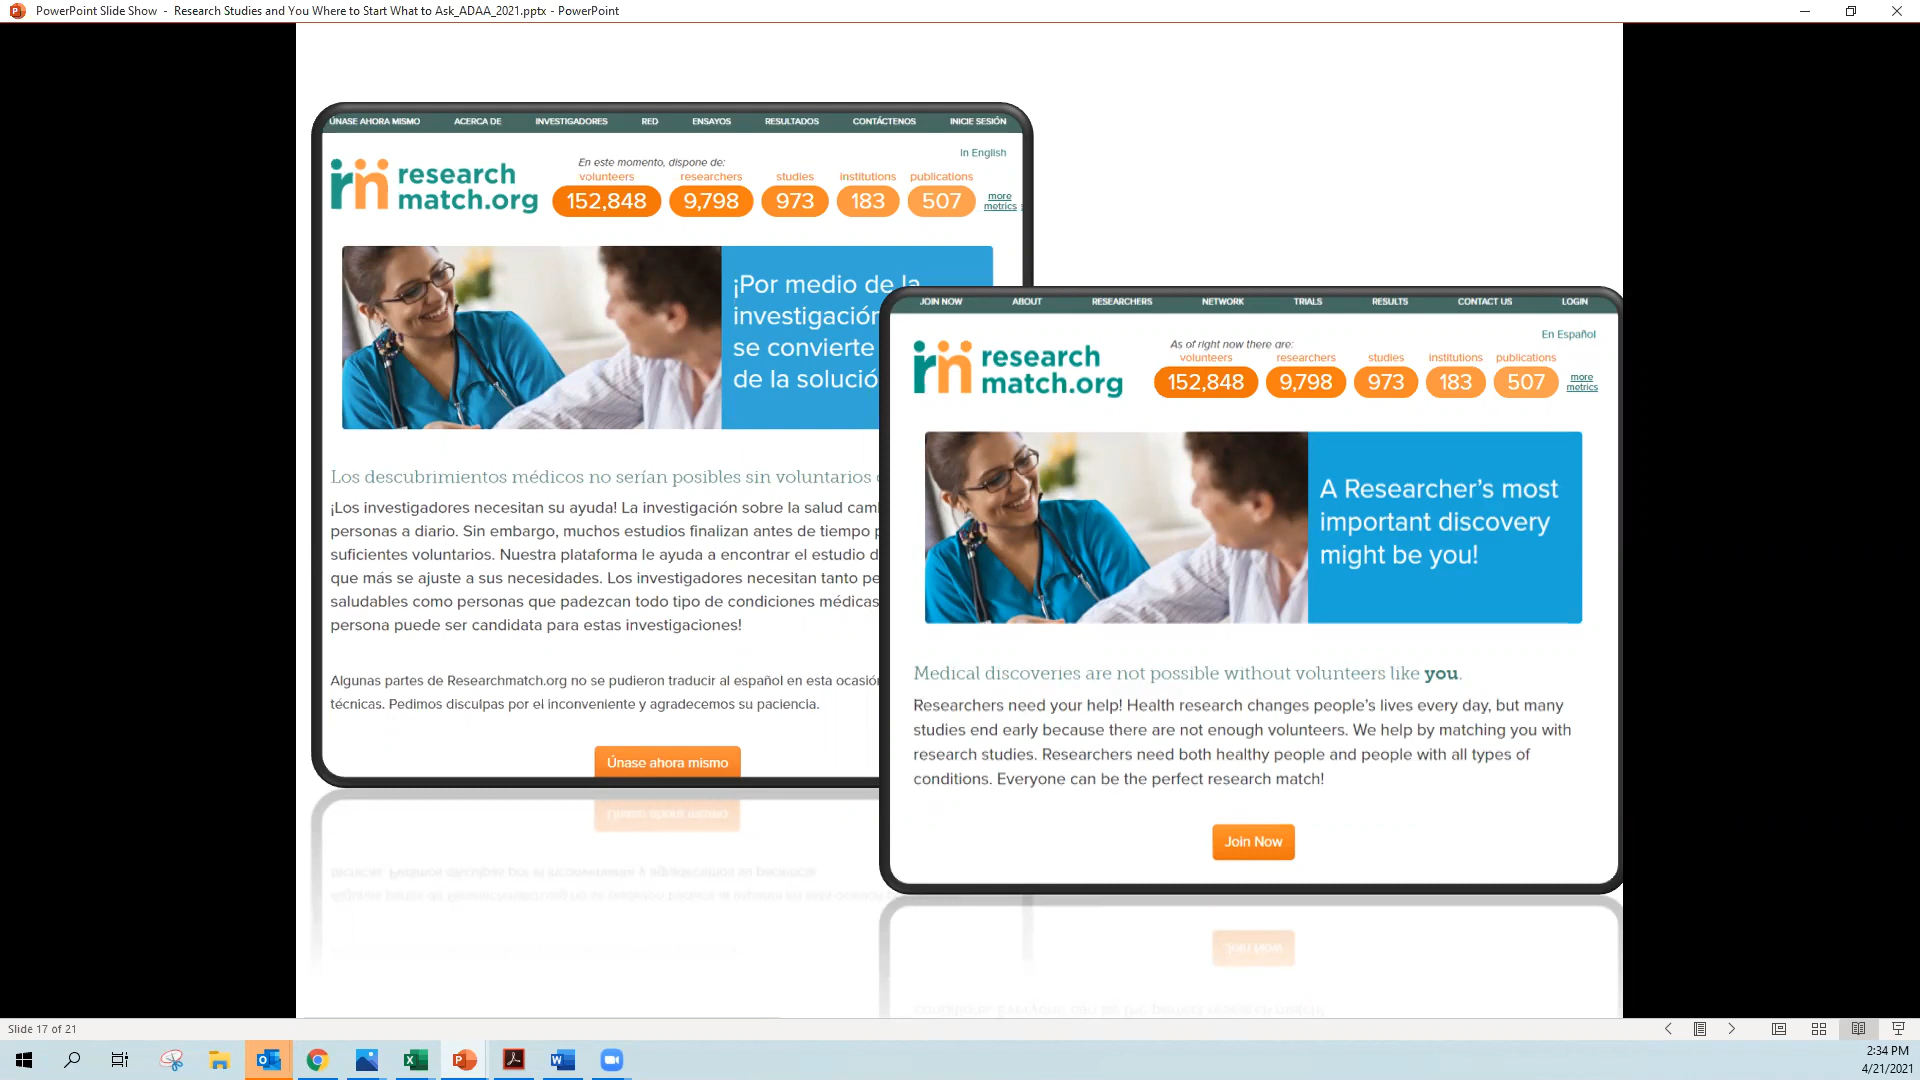 PowerPoint Slide Show - Research Studies and You Where to Start What to Ask_ADAA_2021.pptx - PowerPoint
ÚNASE AHORA MISMO ACERCA DE INVESTIGADORES RED ENSAYOS RESULTADOS CONTÁCTENOS INICIE SESIÓN
In English
research
match.org
En este momento, dispone de:
volunteers researchers studies institutions publications
152,848 9,798 973 183 507
more
metrics
¡Por medio de la
investigación
se convierte
de la solució
Los descubrimientos médicos no serían posibles sin voluntarios
¡Los investigadores necesitan su ayuda! La investigación sobre la salud cam
personas a diario. Sin embargo, muchos estudios finalizan antes de tiempo p
suficientes voluntarios. Nuestra plataforma le ayuda a encontrar el estudio d
que más se ajuste a sus necesidades. Los investigadores necesitan tanto pe
saludables como personas que padezcan todo tipo de condiciones médicas
persona puede ser candidata para estas investigaciones!
Algunas partes de Researchmatch.org no se pudieron traducir al español en esta ocasión
técnicas. Pedimos disculpas por el inconveniente y agradecemos su paciencia.
Únase ahora mismo
JOIN NOW ABOUT RESEARCHERS NETWORK TRIALS RESULTS CONTACT US LOGIN
En Español
research
match.org
As of right now there are:
volunteers researchers studies institutions publications
152,848 9,798 973 183 507
more
metrics
A Researcher's most
important discovery
might be you!
Medical discoveries are not possible without volunteers like you.
Researchers need your help! Health research changes people's lives every day, but many
studies end early because there are not enough volunteers. We help by matching you with
research studies. Researchers need both healthy people and people with all types of
conditions. Everyone can be the perfect research match!
Join Now
Slide 17 of 21
2:34 PM
4/21/2021